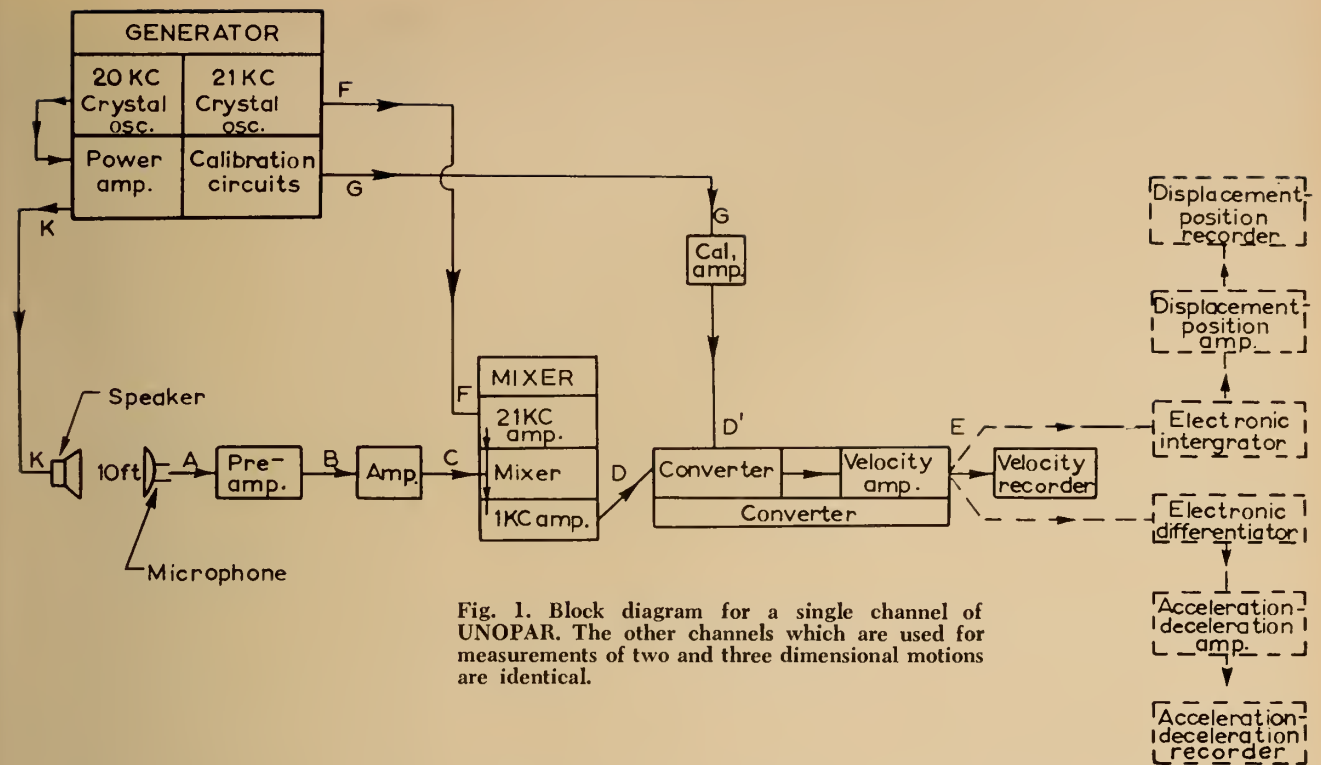 GENERATOR
20 KC
Crystal
osc.
21 KC
Crystal
osc.
Power
amp.
Calibration
circuits
F
G
K
G
Cal,
amp.
Displacement-
position
recorder
Displacement-
position
amp.
Electronic
intergrator
Electronic
differentiator
Acceleration-
deceleration
amp.
Acceleration-
deceleration
recorder
Speaker
K
10ft
A
Pre-
amp.
B
Amp.
C
Microphone
F
MIXER
21KC
amp.
Mixer
1KC amp.
D
D'
Converter
Velocity
amp.
Converter
E
Velocity
recorder
Fig. 1. Block diagram for a single channel of
UNOPAR. The other channels which are used for
measurements of two and three dimensional motions
are identical.